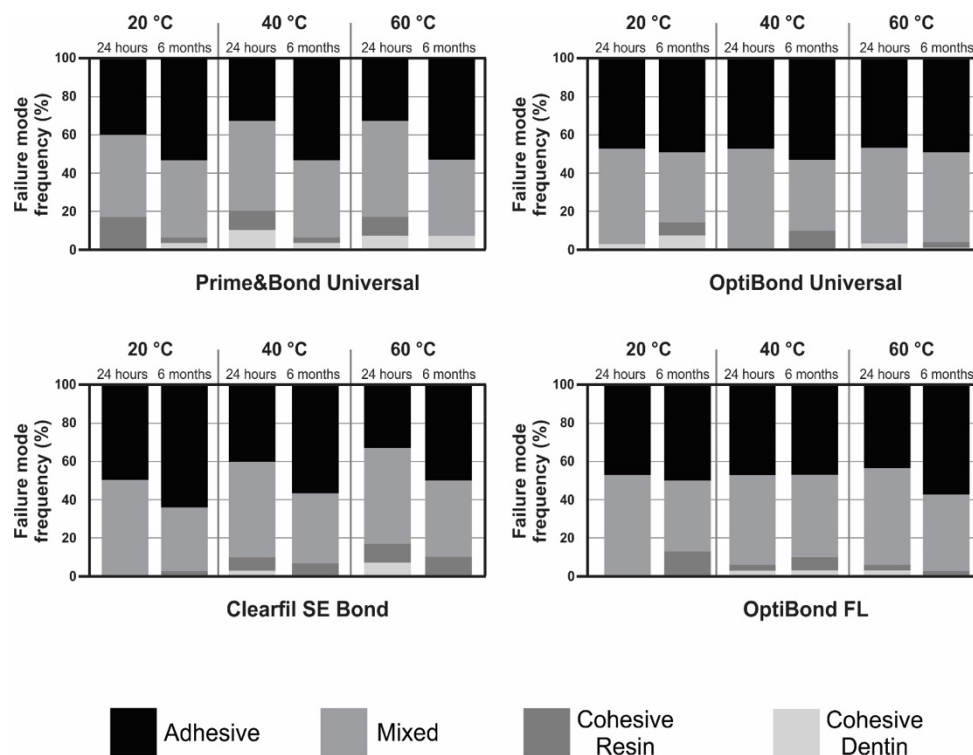 20 °C 40 °C 60 °C
24 hours 6 months 24 hours 6 months 24 hours 6 months
Failure mode
frequency (%)
100
80
60
40
20
0
Prime&Bond Universal
20 °C 40 °C 60 °C
24 hours 6 months 24 hours 6 months 24 hours 6 months
Failure mode
frequency (%)
100
80
60
40
20
0
OptiBond Universal
20 °C 40 °C 60 °C
24 hours 6 months 24 hours 6 months 24 hours 6 months
Failure mode
frequency (%)
100
80
60
40
20
0
Clearfil SE Bond
20 °C 40 °C 60 °C
24 hours 6 months 24 hours 6 months 24 hours 6 months
Failure mode
frequency (%)
100
80
60
40
20
0
OptiBond FL
Adhesive
Mixed
Cohesive
Resin
Cohesive
Dentin